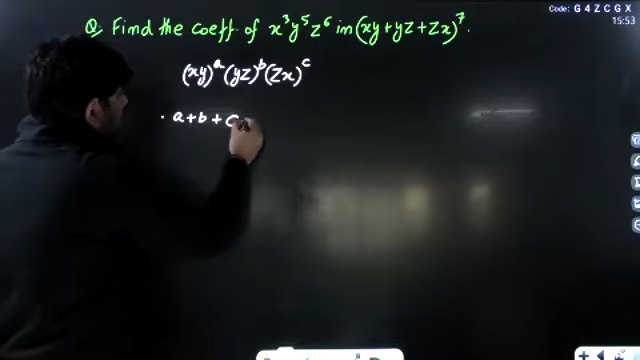 Code: G 4 Z C G X
15:53
Q. Find the coeff. of x³y⁵z⁶ in (xy+yz+zx)⁷.
(xy)ᵃ(yz)ᵇ(zx)ᶜ
· a+b+c